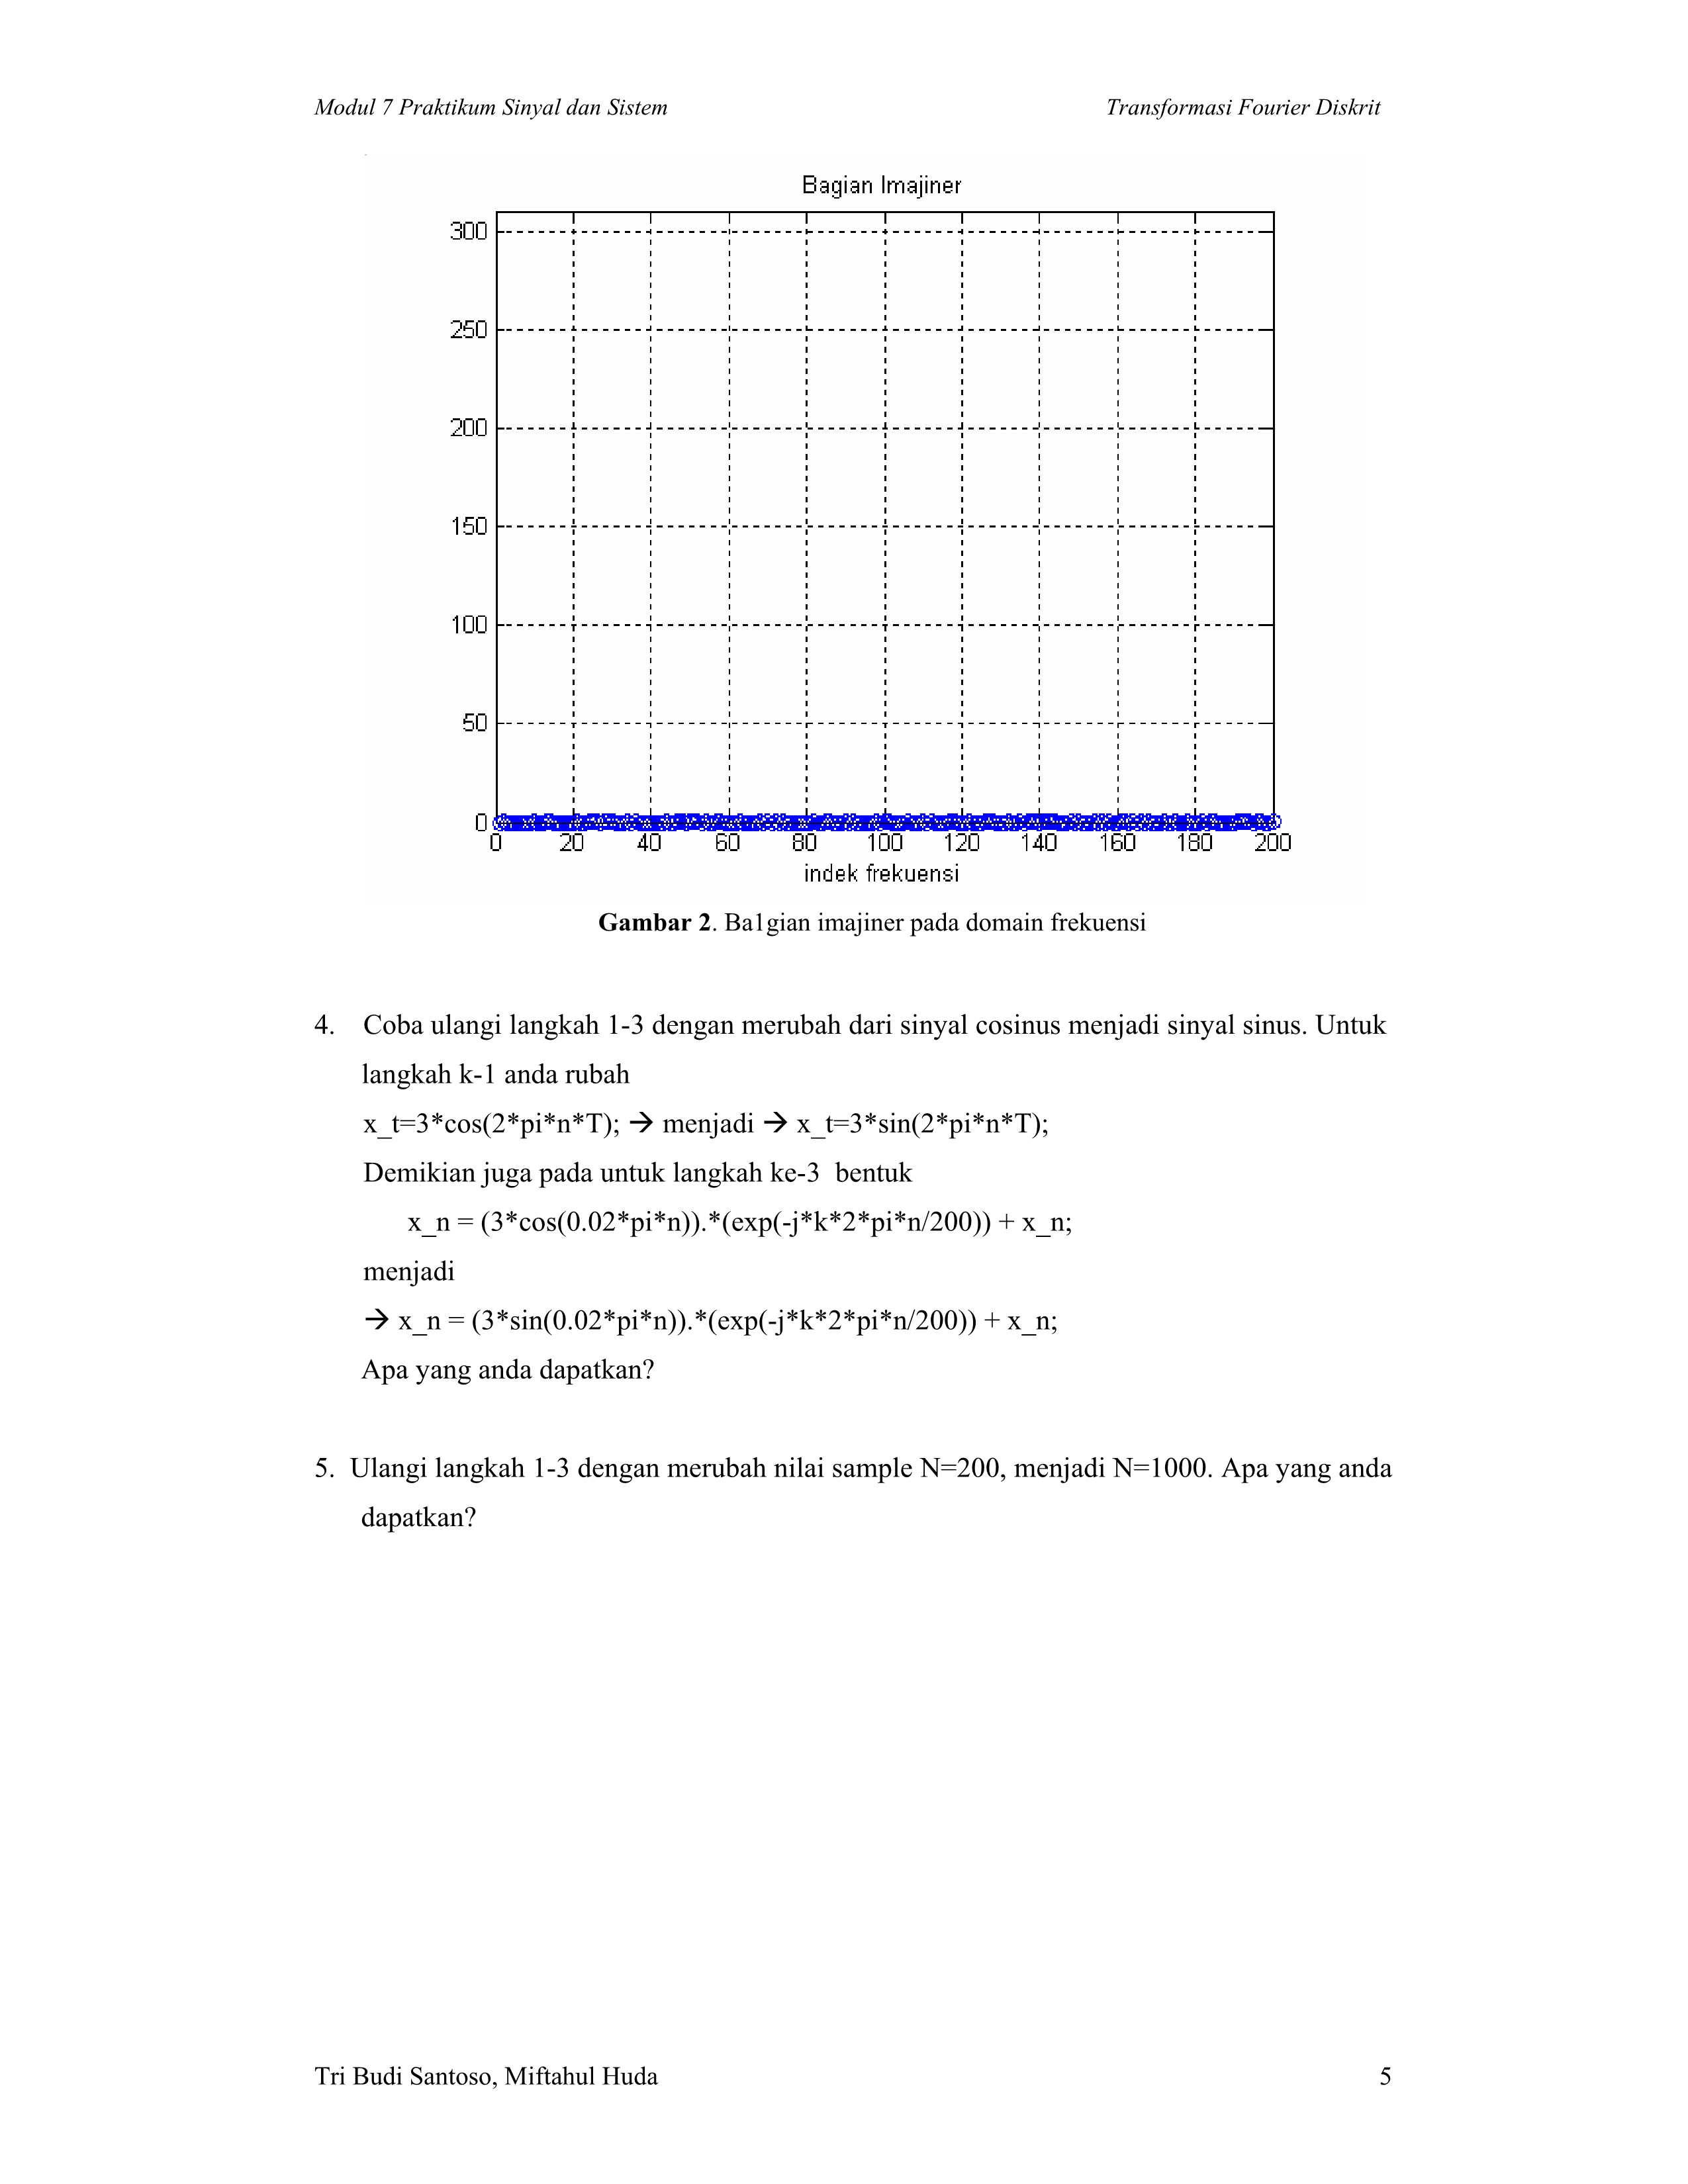 Modul 7 Praktikum Sinyal dan Sistem Transformasi Fourier Diskrit
Bagian Imajiner
300
250
200
150
100
50
0
0 20 40 60 80 100 120 140 160 180 200
indek frekuensi
Gambar 2. Ba1gian imajiner pada domain frekuensi
4. Coba ulangi langkah 1-3 dengan merubah dari sinyal cosinus menjadi sinyal sinus. Untuk
langkah k-1 anda rubah
x_t=3*cos(2*pi*n*T); → menjadi → x_t=3*sin(2*pi*n*T);
Demikian juga pada untuk langkah ke-3 bentuk
x_n = (3*cos(0.02*pi*n)).*(exp(-j*k*2*pi*n/200)) + x_n;
menjadi
→ x_n = (3*sin(0.02*pi*n)).*(exp(-j*k*2*pi*n/200)) + x_n;
Apa yang anda dapatkan?
5. Ulangi langkah 1-3 dengan merubah nilai sample N=200, menjadi N=1000. Apa yang anda
dapatkan?
Tri Budi Santoso, Miftahul Huda 5